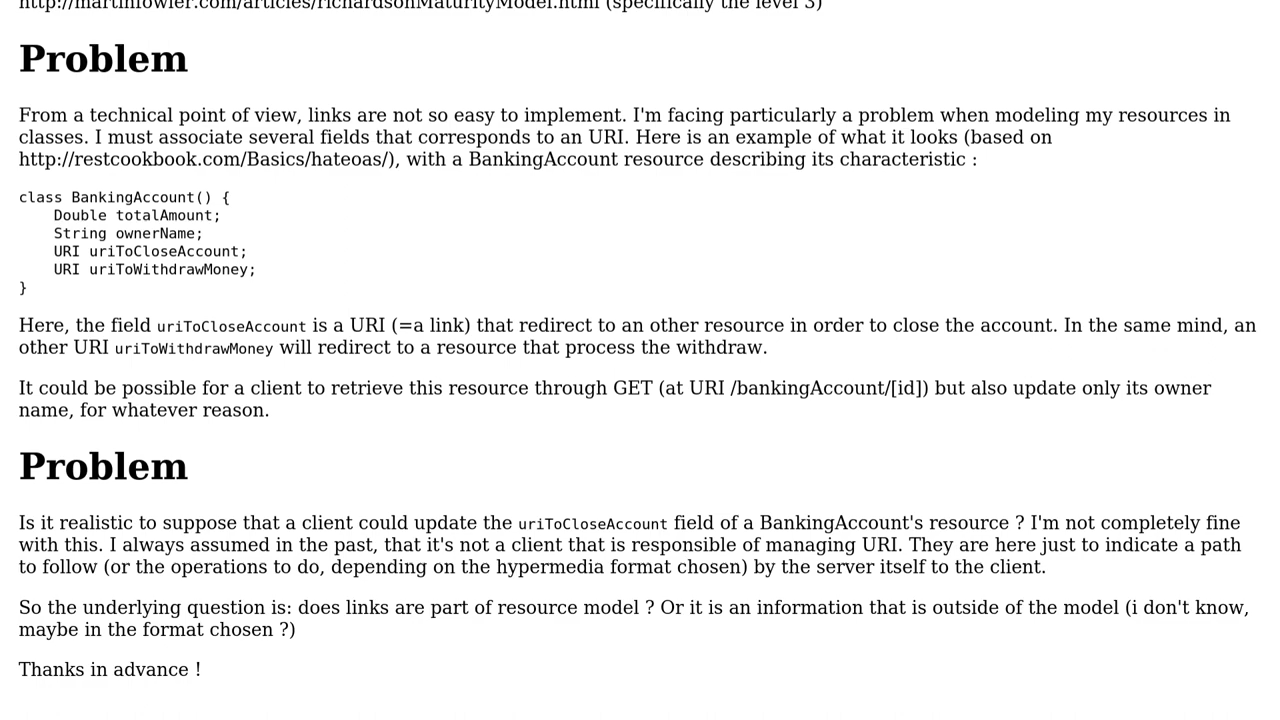 http://martinfowler.com/articles/richardsonMaturityModel.html (specifically the level 3)
Problem
From a technical point of view, links are not so easy to implement. I'm facing particularly a problem when modeling my resources in
classes. I must associate several fields that corresponds to an URI. Here is an example of what it looks (based on
http://restcookbook.com/Basics/hateoas/), with a BankingAccount resource describing its characteristic :
class BankingAccount() {
    Double totalAmount;
    String ownerName;
    URI uriToCloseAccount;
    URI uriToWithdrawMoney;
}
Here, the field uriToCloseAccount is a URI (=a link) that redirect to an other resource in order to close the account. In the same mind, an
other URI uriToWithdrawMoney will redirect to a resource that process the withdraw.
It could be possible for a client to retrieve this resource through GET (at URI /bankingAccount/[id]) but also update only its owner
name, for whatever reason.
Problem
Is it realistic to suppose that a client could update the uriToCloseAccount field of a BankingAccount's resource ? I'm not completely fine
with this. I always assumed in the past, that it's not a client that is responsible of managing URI. They are here just to indicate a path
to follow (or the operations to do, depending on the hypermedia format chosen) by the server itself to the client.
So the underlying question is: does links are part of resource model ? Or it is an information that is outside of the model (i don't know,
maybe in the format chosen ?)
Thanks in advance !